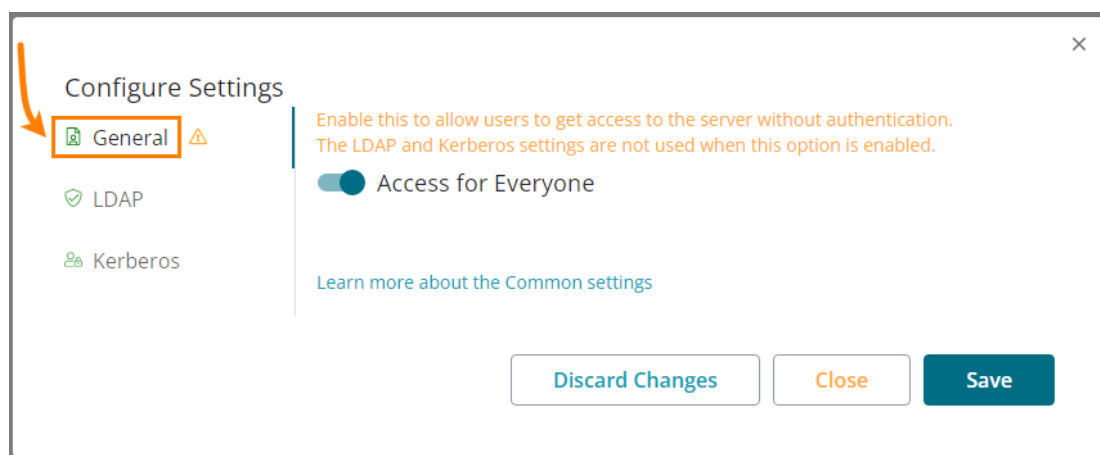 Configure Settings
General
LDAP
Kerberos
Enable this to allow users to get access to the server without authentication.
The LDAP and Kerberos settings are not used when this option is enabled.
Access for Everyone
Learn more about the Common settings
Discard Changes
Close
Save